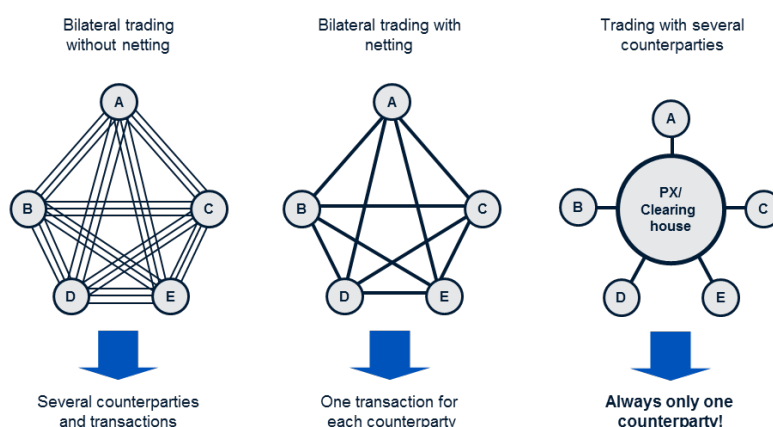 Bilateral trading
without netting
Bilateral trading with
netting
Trading with several
counterparties
A
B
C
D
E
A
B
C
D
E
A
B
PX/
Clearing
house
C
D
E
Several counterparties
and transactions
One transaction for
each counterparty
Always only one
counterparty!